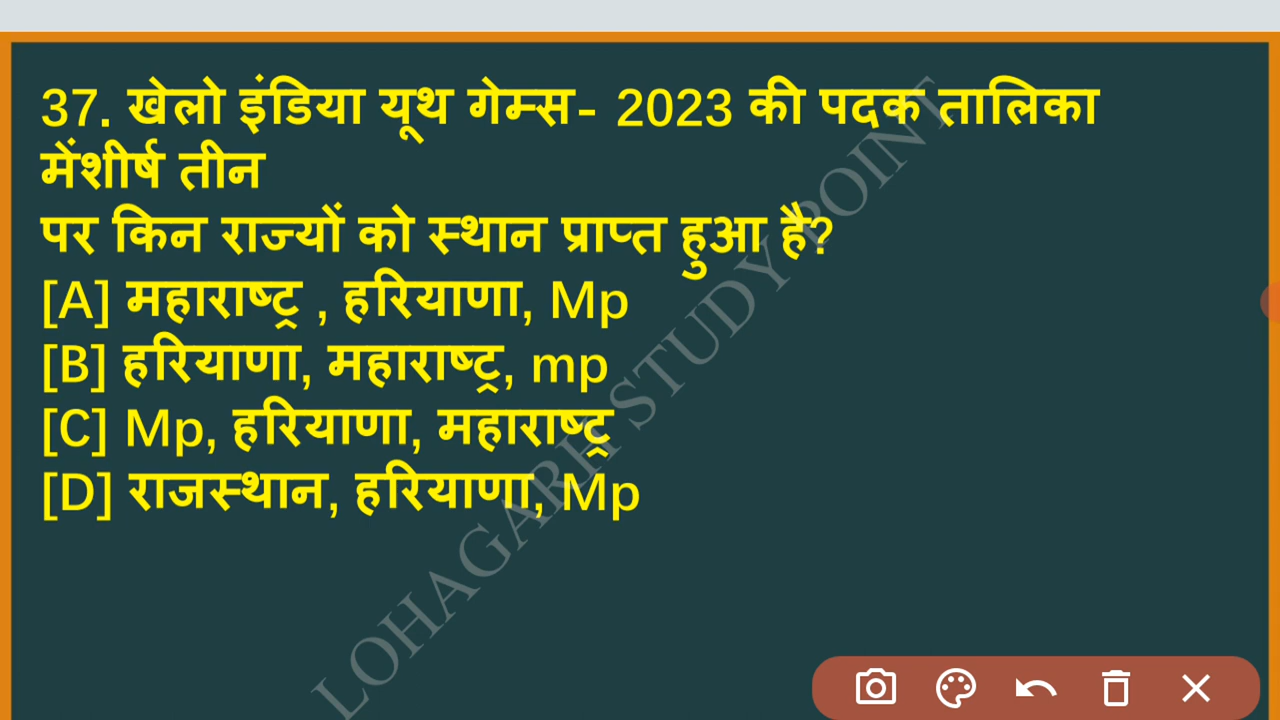 37. खेलो इंडिया यूथ गेम्स- 2023 की पदक तालिका
मेंशीर्ष तीन
पर किन राज्यों को स्थान प्राप्त हुआ है?
[A] महाराष्ट्र , हरियाणा, Mp
[B] हरियाणा, महाराष्ट्र, mp
[C] Mp, हरियाणा, महाराष्ट्र
[D] राजस्थान, हरियाणा, Mp
LOHAGARH STUDY POINT